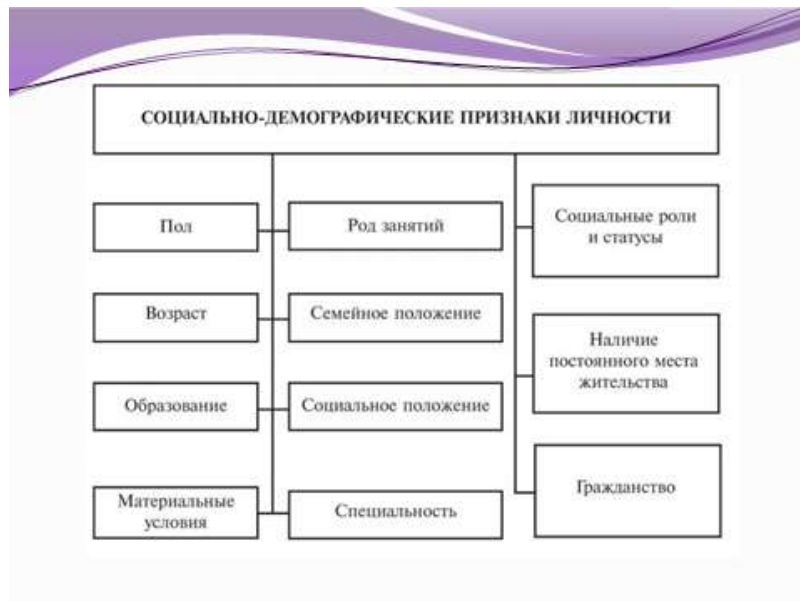 СОЦИАЛЬНО-ДЕМОГРАФИЧЕСКИЕ ПРИЗНАКИ ЛИЧНОСТИ
Пол
Род занятий
Социальные роли
и статусы
Возраст
Семейное положение
Наличие
постоянного места
жительства
Образование
Социальное положение
Гражданство
Материальные
условия
Специальность